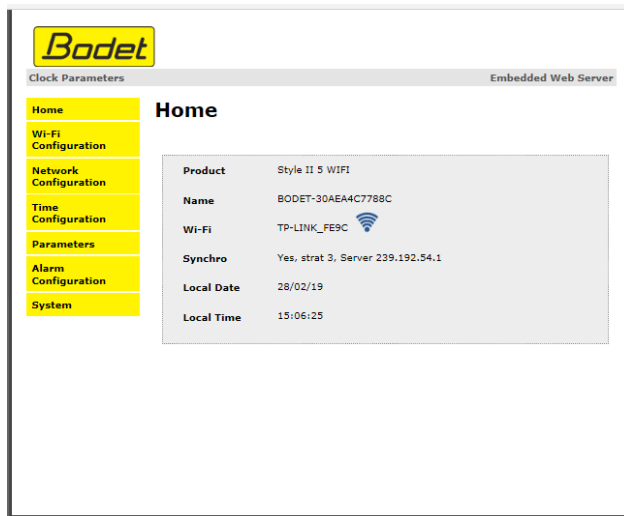 Bodet
Clock Parameters Embedded Web Server
Home
Wi-Fi
Configuration
Network
Configuration
Time
Configuration
Parameters
Alarm
Configuration
System
Home
Product Style II 5 WIFI
Name BODET-30AEA4C7788C
Wi-Fi TP-LINK_FE9C
Synchro Yes, strat 3, Server 239.192.54.1
Local Date 28/02/19
Local Time 15:06:25